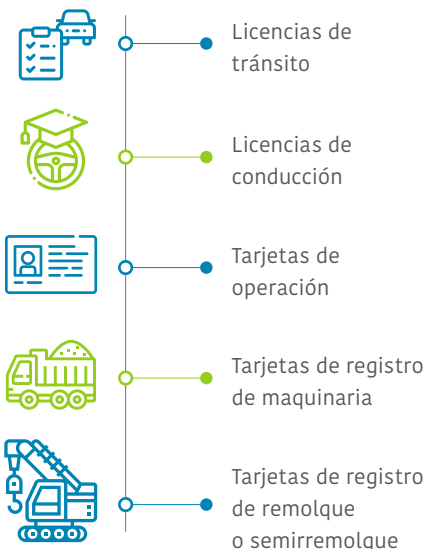 Licencias de
tránsito
Licencias de
conducción
Tarjetas de
operación
Tarjetas de registro
de maquinaria
Tarjetas de registro
de remolque
o semirremolque